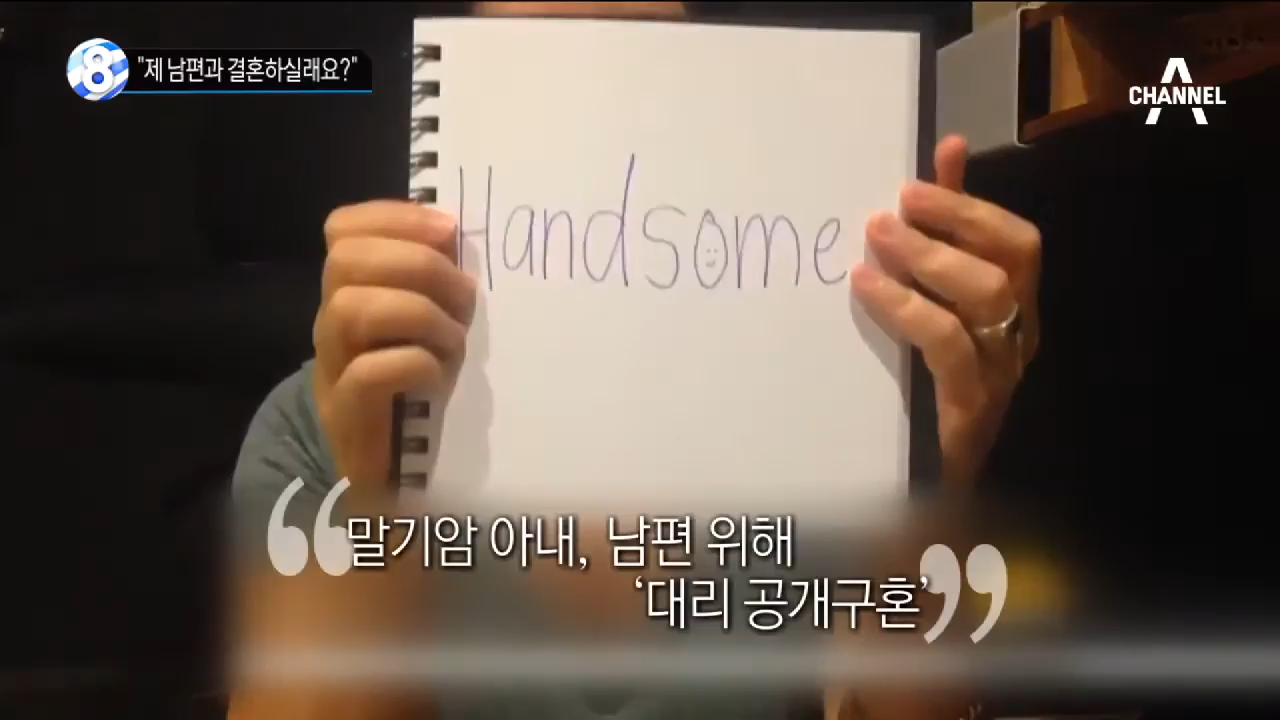 8 "제 남편과 결혼하실래요?"
CHANNEL A
Handsome
“말기암 아내, 남편 위해
‘대리 공개구혼’”